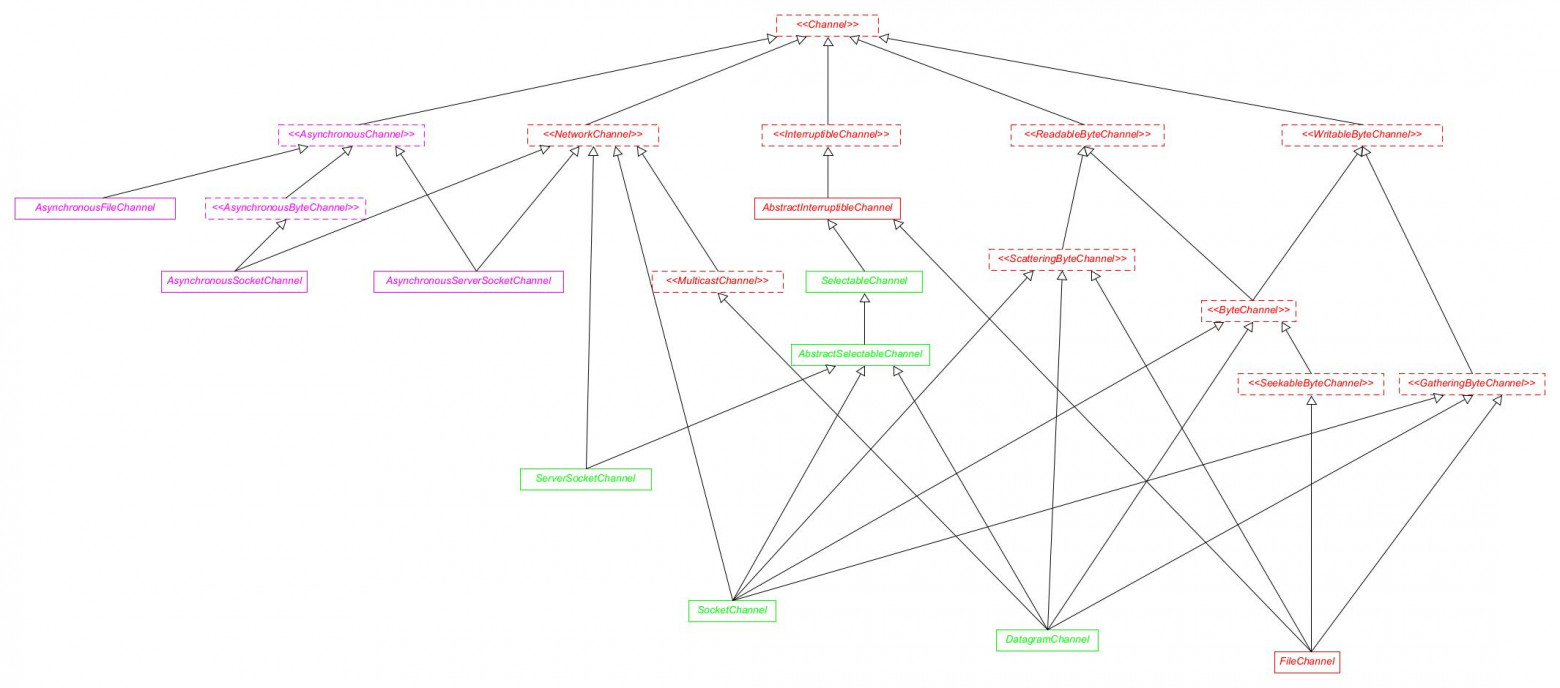 <<Channel>>
<<AsynchronousChannel>>
<<NetworkChannel>>
<<InterruptibleChannel>>
<<ReadableByteChannel>>
<<WritableByteChannel>>
AsynchronousFileChannel
<<AsynchronousByteChannel>>
AbstractInterruptibleChannel
<<ScatteringByteChannel>>
AsynchronousSocketChannel
AsynchronousServerSocketChannel
<<MulticastChannel>>
SelectableChannel
<<ByteChannel>>
AbstractSelectableChannel
<<SeekableByteChannel>>
<<GatheringByteChannel>>
ServerSocketChannel
SocketChannel
DatagramChannel
FileChannel